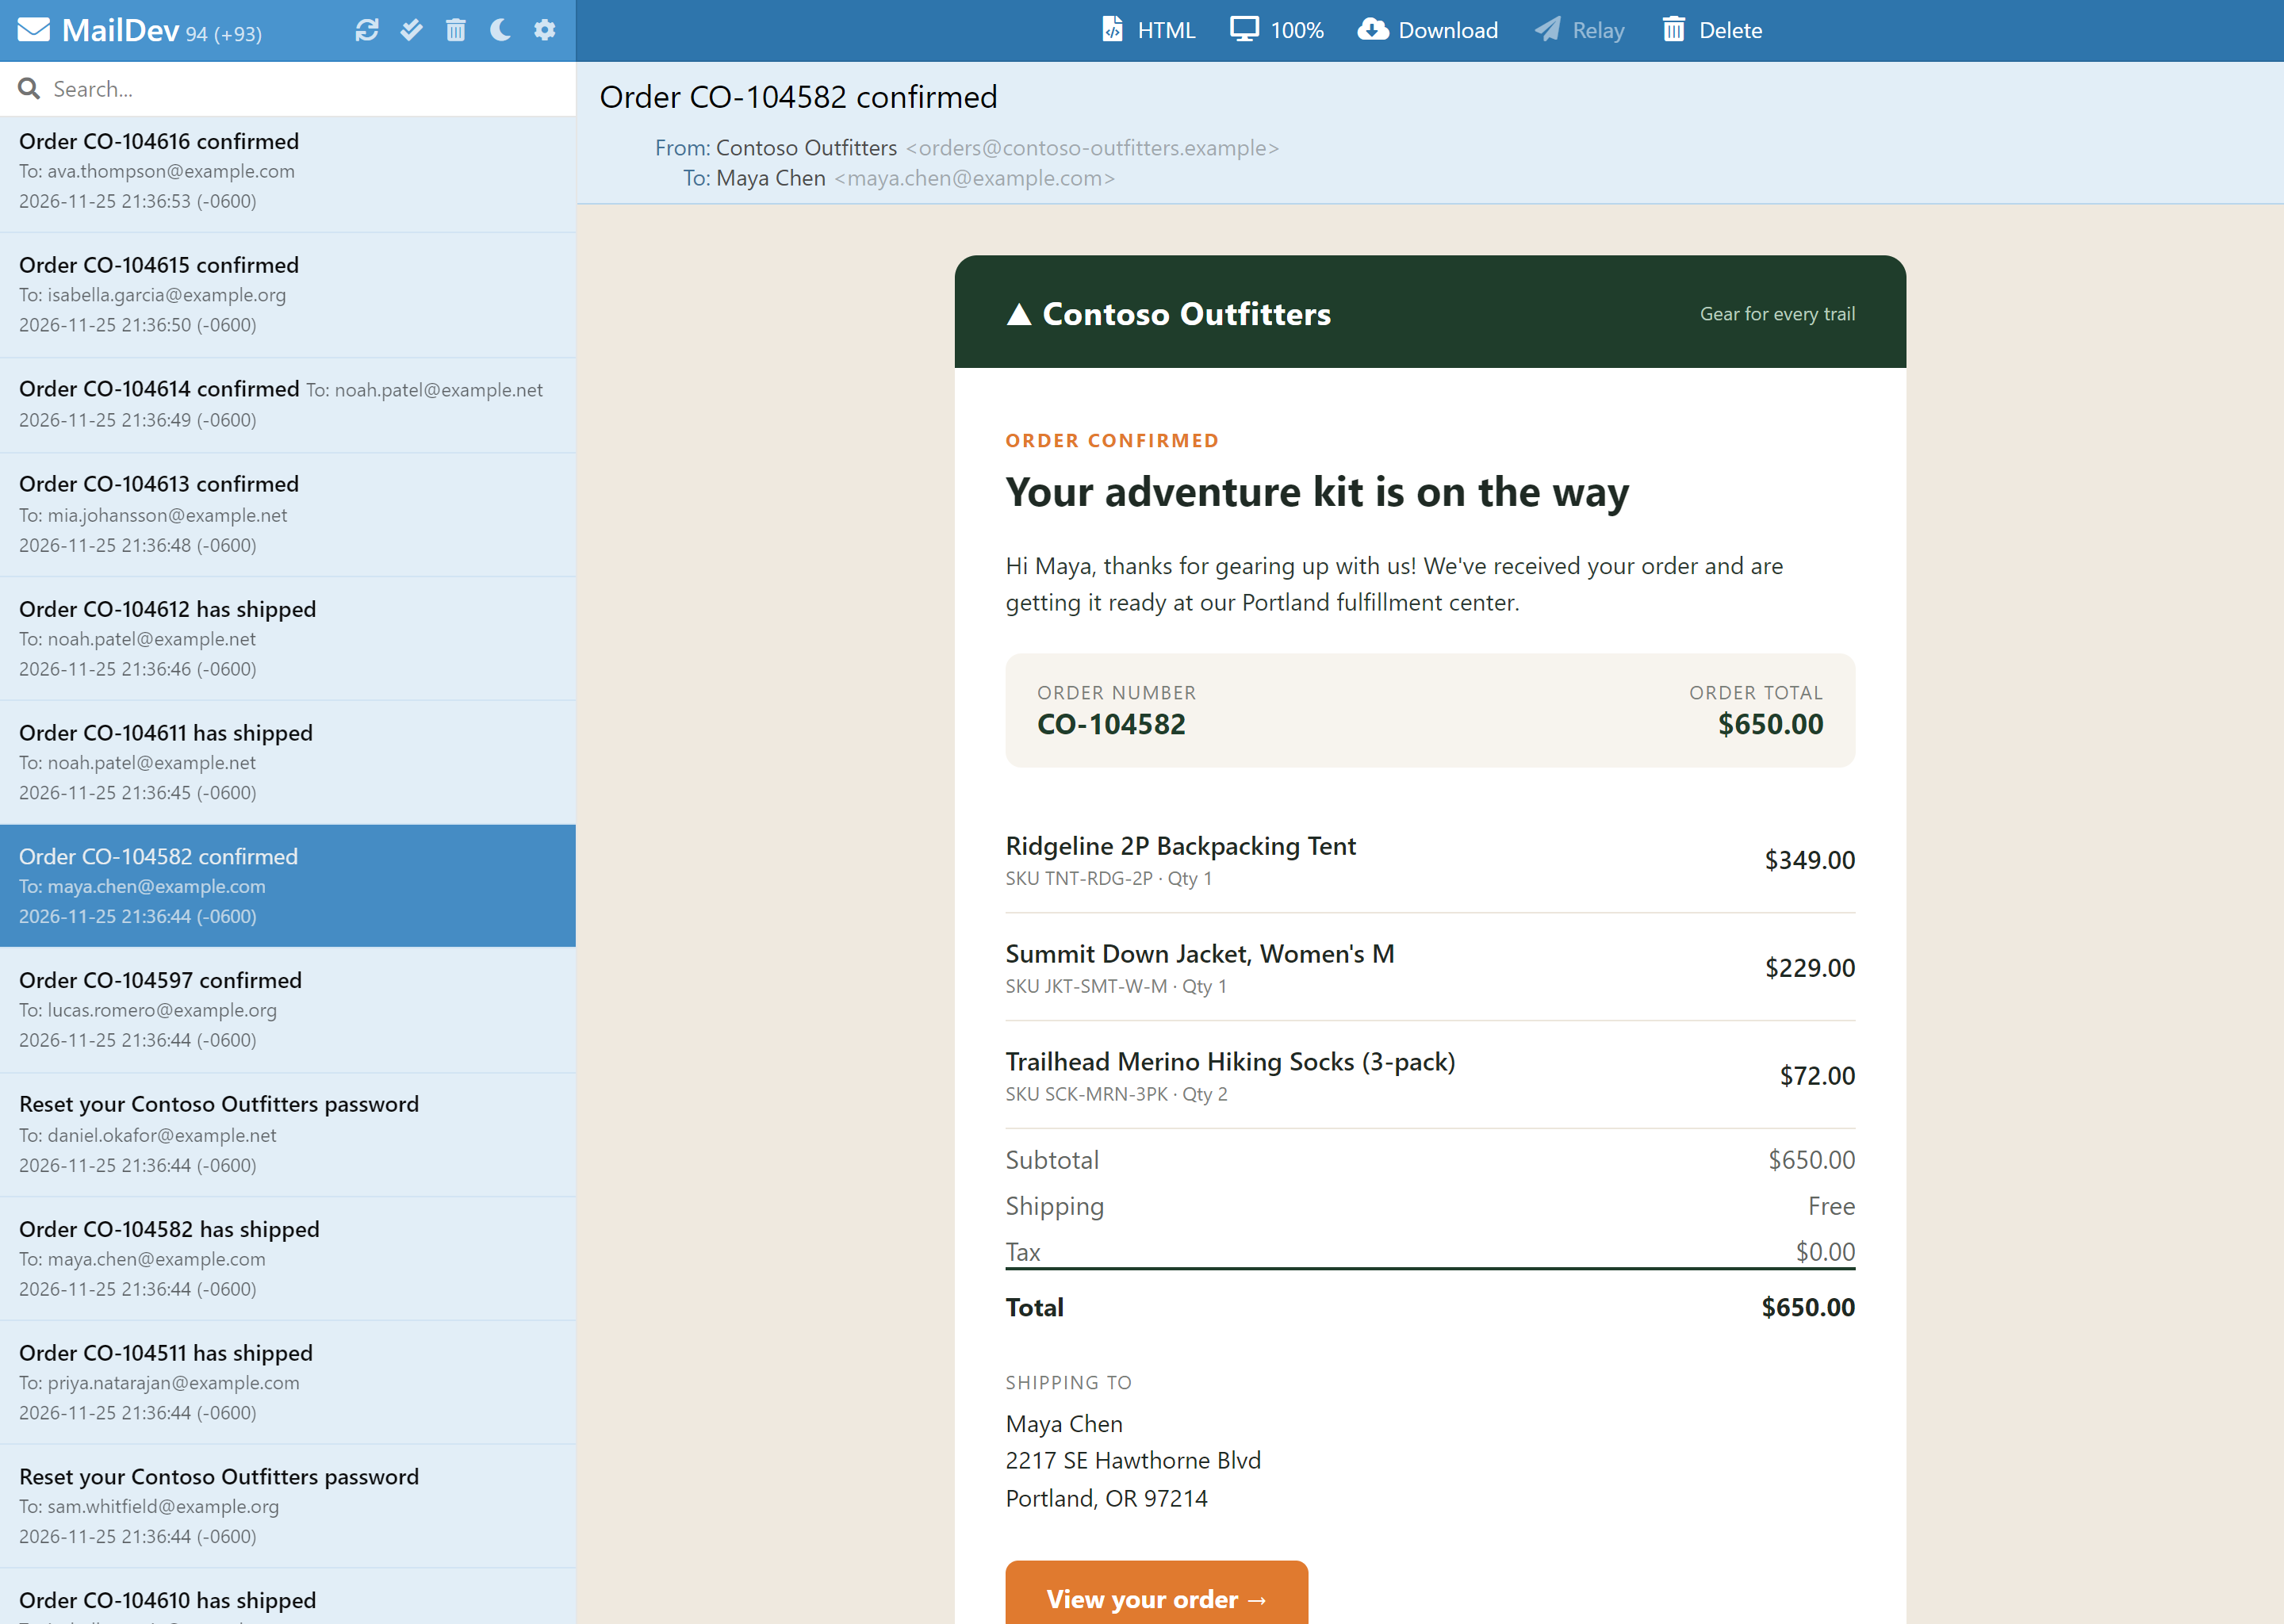 MailDev 94 (+93)
Search...
Order CO-104616 confirmed
To: ava.thompson@example.com
2026-11-25 21:36:53 (-0600)
Order CO-104615 confirmed
To: isabella.garcia@example.org
2026-11-25 21:36:50 (-0600)
Order CO-104614 confirmed To: noah.patel@example.net
2026-11-25 21:36:49 (-0600)
Order CO-104613 confirmed
To: mia.johansson@example.net
2026-11-25 21:36:48 (-0600)
Order CO-104612 has shipped
To: noah.patel@example.net
2026-11-25 21:36:46 (-0600)
Order CO-104611 has shipped
To: noah.patel@example.net
2026-11-25 21:36:45 (-0600)
Order CO-104582 confirmed
To: maya.chen@example.com
2026-11-25 21:36:44 (-0600)
Order CO-104597 confirmed
To: lucas.romero@example.org
2026-11-25 21:36:44 (-0600)
Reset your Contoso Outfitters password
To: daniel.okafor@example.net
2026-11-25 21:36:44 (-0600)
Order CO-104582 has shipped
To: maya.chen@example.com
2026-11-25 21:36:44 (-0600)
Order CO-104511 has shipped
To: priya.natarajan@example.com
2026-11-25 21:36:44 (-0600)
Reset your Contoso Outfitters password
To: sam.whitfield@example.org
2026-11-25 21:36:44 (-0600)
Order CO-104610 has shipped
HTML 100% Download Relay Delete
Order CO-104582 confirmed
From: Contoso Outfitters <orders@contoso-outfitters.example>
To: Maya Chen <maya.chen@example.com>
▲ Contoso Outfitters Gear for every trail
ORDER CONFIRMED
Your adventure kit is on the way
Hi Maya, thanks for gearing up with us! We've received your order and are
getting it ready at our Portland fulfillment center.
ORDER NUMBER ORDER TOTAL
CO-104582 $650.00
Ridgeline 2P Backpacking Tent $349.00
SKU TNT-RDG-2P · Qty 1
Summit Down Jacket, Women's M $229.00
SKU JKT-SMT-W-M · Qty 1
Trailhead Merino Hiking Socks (3-pack) $72.00
SKU SCK-MRN-3PK · Qty 2
Subtotal $650.00
Shipping Free
Tax $0.00
Total $650.00
SHIPPING TO
Maya Chen
2217 SE Hawthorne Blvd
Portland, OR 97214
View your order →